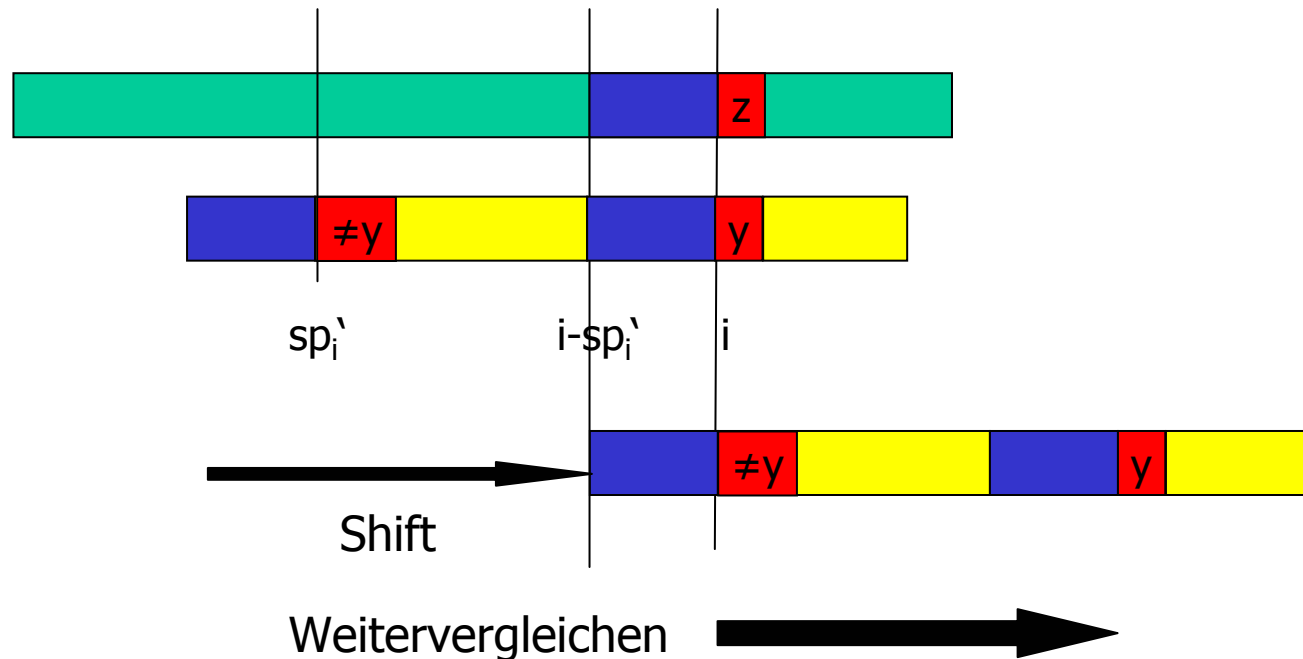 z
≠y y
spᵢ‘ i-spᵢ‘ i
≠y y
Shift
Weitervergleichen